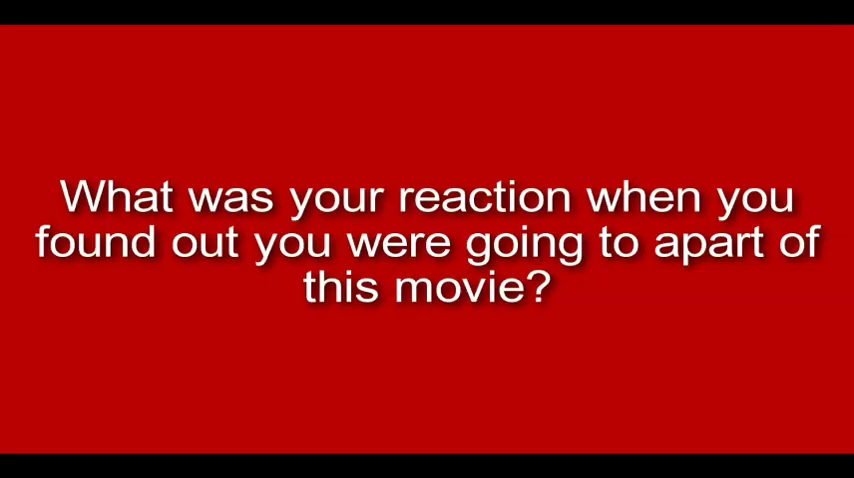 What was your reaction when you
found out you were going to apart of
this movie?